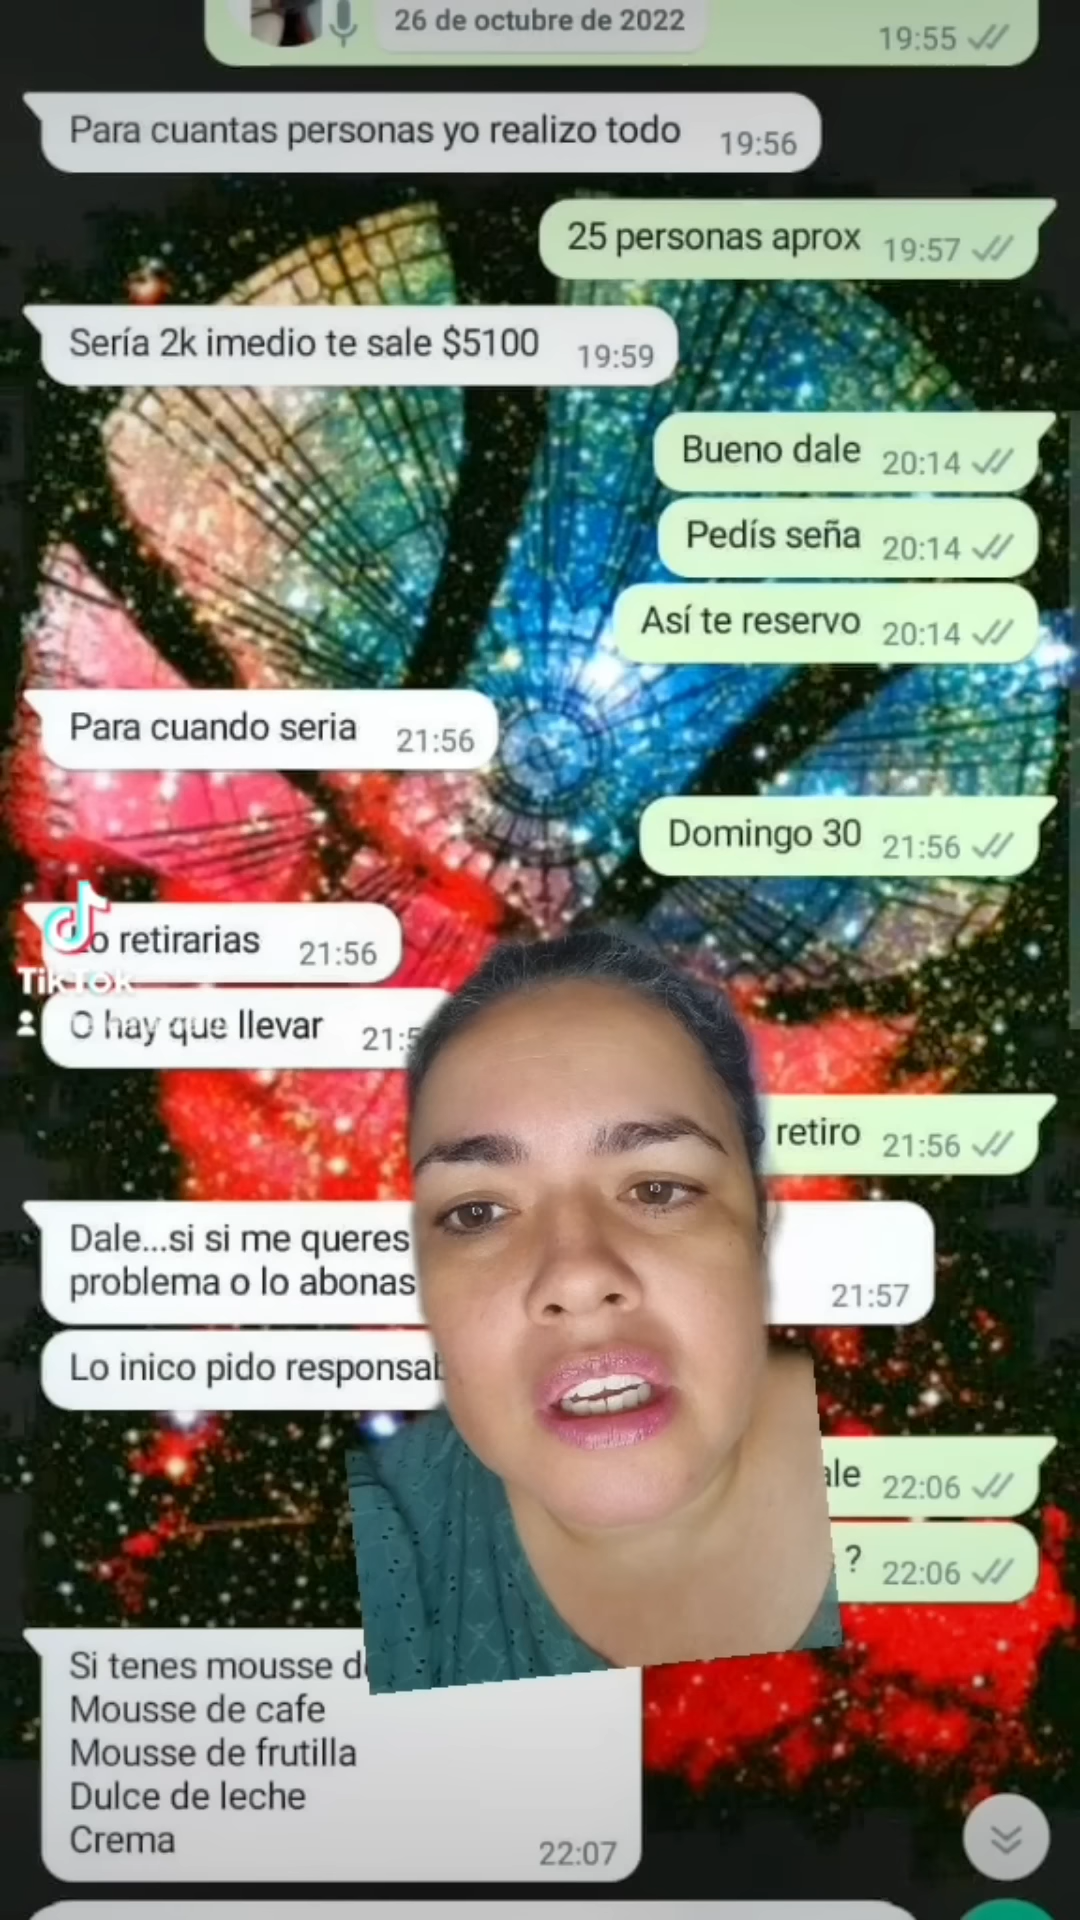 26 de octubre de 2022
19:55
Para cuantas personas yo realizo todo 19:56
25 personas aprox 19:57
Sería 2k imedio te sale $5100 19:59
Bueno dale 20:14
Pedís seña 20:14
Así te reservo 20:14
Para cuando seria 21:56
Domingo 30 21:56
retirarias 21:56
TikTok
O hay que llevar
retiro 21:56
Dale...si si me queres
problema o lo abonas 21:57
Lo inico pido
22:06
? 22:06
Si tenes mousse
Mousse de cafe
Mousse de frutilla
Dulce de leche
Crema 22:07